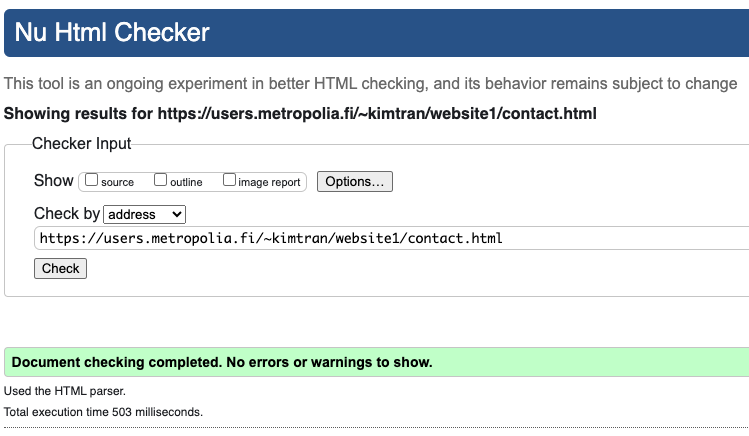 Nu Html Checker
This tool is an ongoing experiment in better HTML checking, and its behavior remains subject to change
Showing results for https://users.metropolia.fi/~kimtran/website1/contact.html
Checker Input
Show source outline image report Options...
Check by address
https://users.metropolia.fi/~kimtran/website1/contact.html
Check
Document checking completed. No errors or warnings to show.
Used the HTML parser.
Total execution time 503 milliseconds.